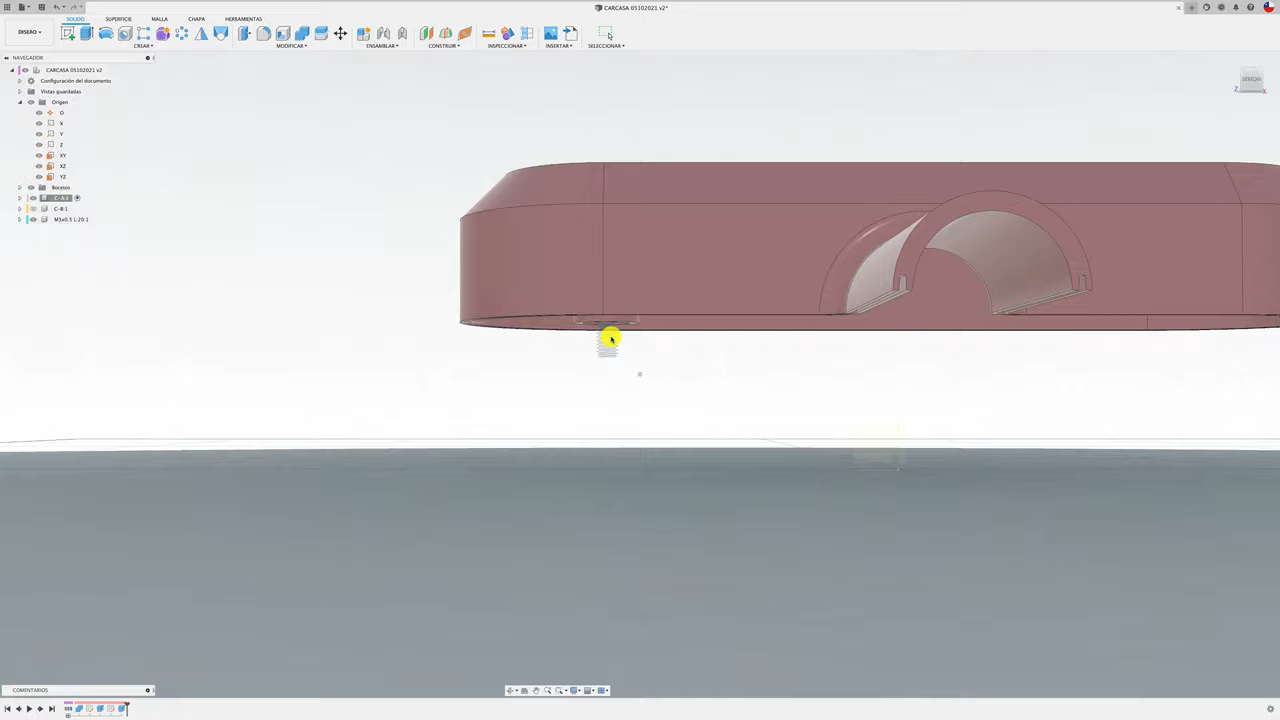 CARCASA 05102021 v2*
SÓLIDO SUPERFICIE MALLA CHAPA HERRAMIENTAS
DISEÑO
CREAR MODIFICAR ENSAMBLAR CONSTRUIR INSPECCIONAR INSERTAR SELECCIONAR
NAVEGADOR
CARCASA 05102021 v2
Configuración del documento
Vistas guardadas
Origen
O
X
Y
Z
XY
XZ
YZ
Bocetos
C-A:1
C-B:1
M3x0.5 L:20:1
DERECHA
Z
X
COMENTARIOS